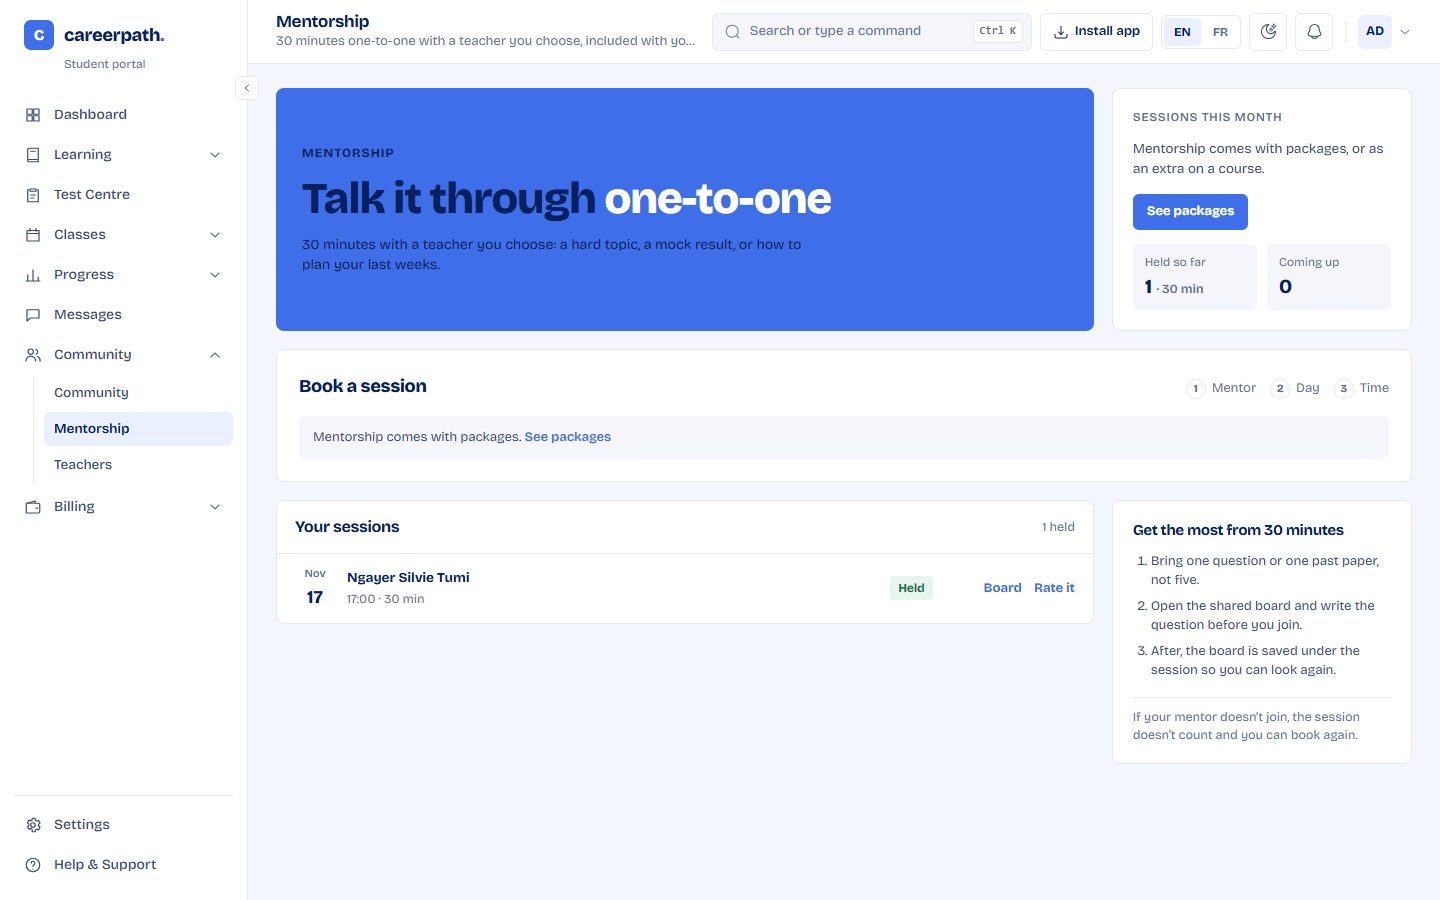 C careerpath.
Student portal
Dashboard
Learning
Test Centre
Classes
Progress
Messages
Community
Community
Mentorship
Teachers
Billing
Settings
Help & Support
Mentorship
30 minutes one-to-one with a teacher you choose, included with yo...
Search or type a command Ctrl K
Install app
EN FR
AD
MENTORSHIP
Talk it through one-to-one
30 minutes with a teacher you choose: a hard topic, a mock result, or how to
plan your last weeks.
SESSIONS THIS MONTH
Mentorship comes with packages, or as
an extra on a course.
See packages
Held so far
1 · 30 min
Coming up
0
Book a session
1 Mentor 2 Day 3 Time
Mentorship comes with packages. See packages
Your sessions
1 held
Nov
17
Ngayer Silvie Tumi
17:00 · 30 min
Held
Board Rate it
Get the most from 30 minutes
1. Bring one question or one past paper,
not five.
2. Open the shared board and write the
question before you join.
3. After, the board is saved under the
session so you can look again.
If your mentor doesn't join, the session
doesn't count and you can book again.